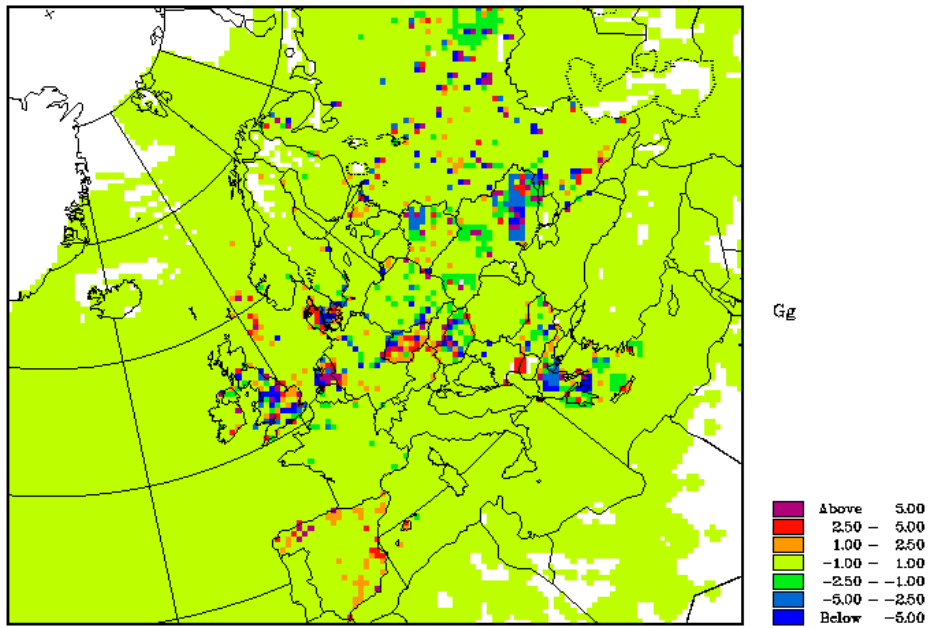 Gg
Above 5.00
2.50 – 5.00
1.00 – 2.50
−1.00 – 1.00
−2.50 – −1.00
−5.00 – −2.50
Below −5.00